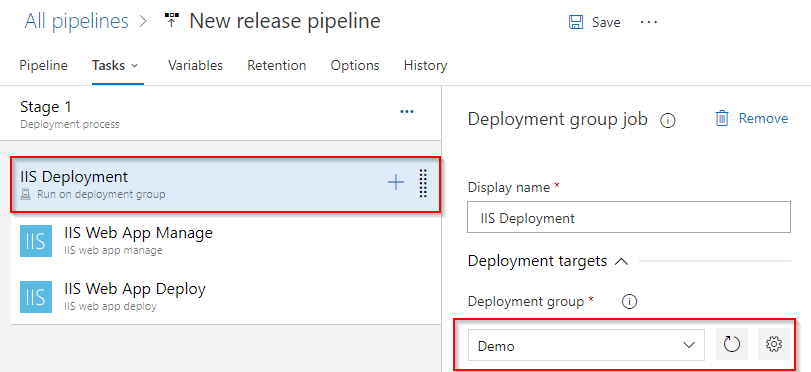 All pipelines > New release pipeline
Save ...
Pipeline Tasks Variables Retention Options History
Stage 1
Deployment process
IIS Deployment
Run on deployment group
IIS
IIS Web App Manage
IIS web app manage
IIS
IIS Web App Deploy
IIS web app deploy
Deployment group job
Remove
Display name *
IIS Deployment
Deployment targets
Deployment group *
Demo